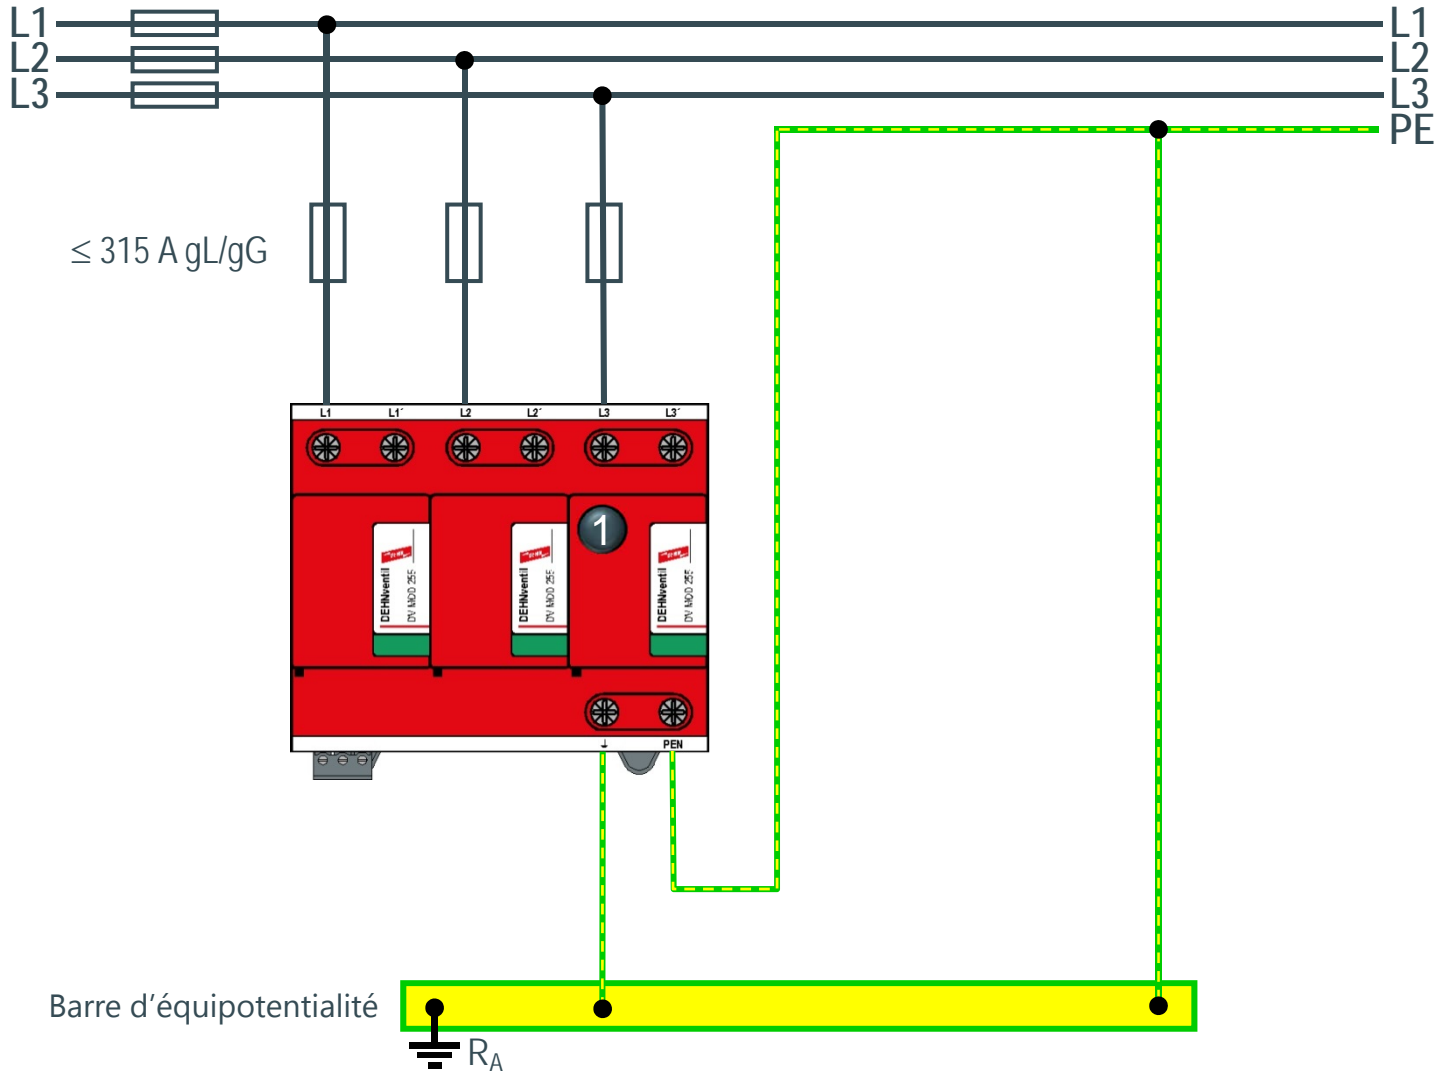 L1 L1
L2 L2
L3 L3
PE
≤ 315 A gL/gG
L1 L1´ L2 L2´ L3 L3´
1
DEHNventil
DV MOD 255
DEHNventil
DV MOD 255
DEHNventil
DV MOD 255
PEN
Barre d’équipotentialité
RA